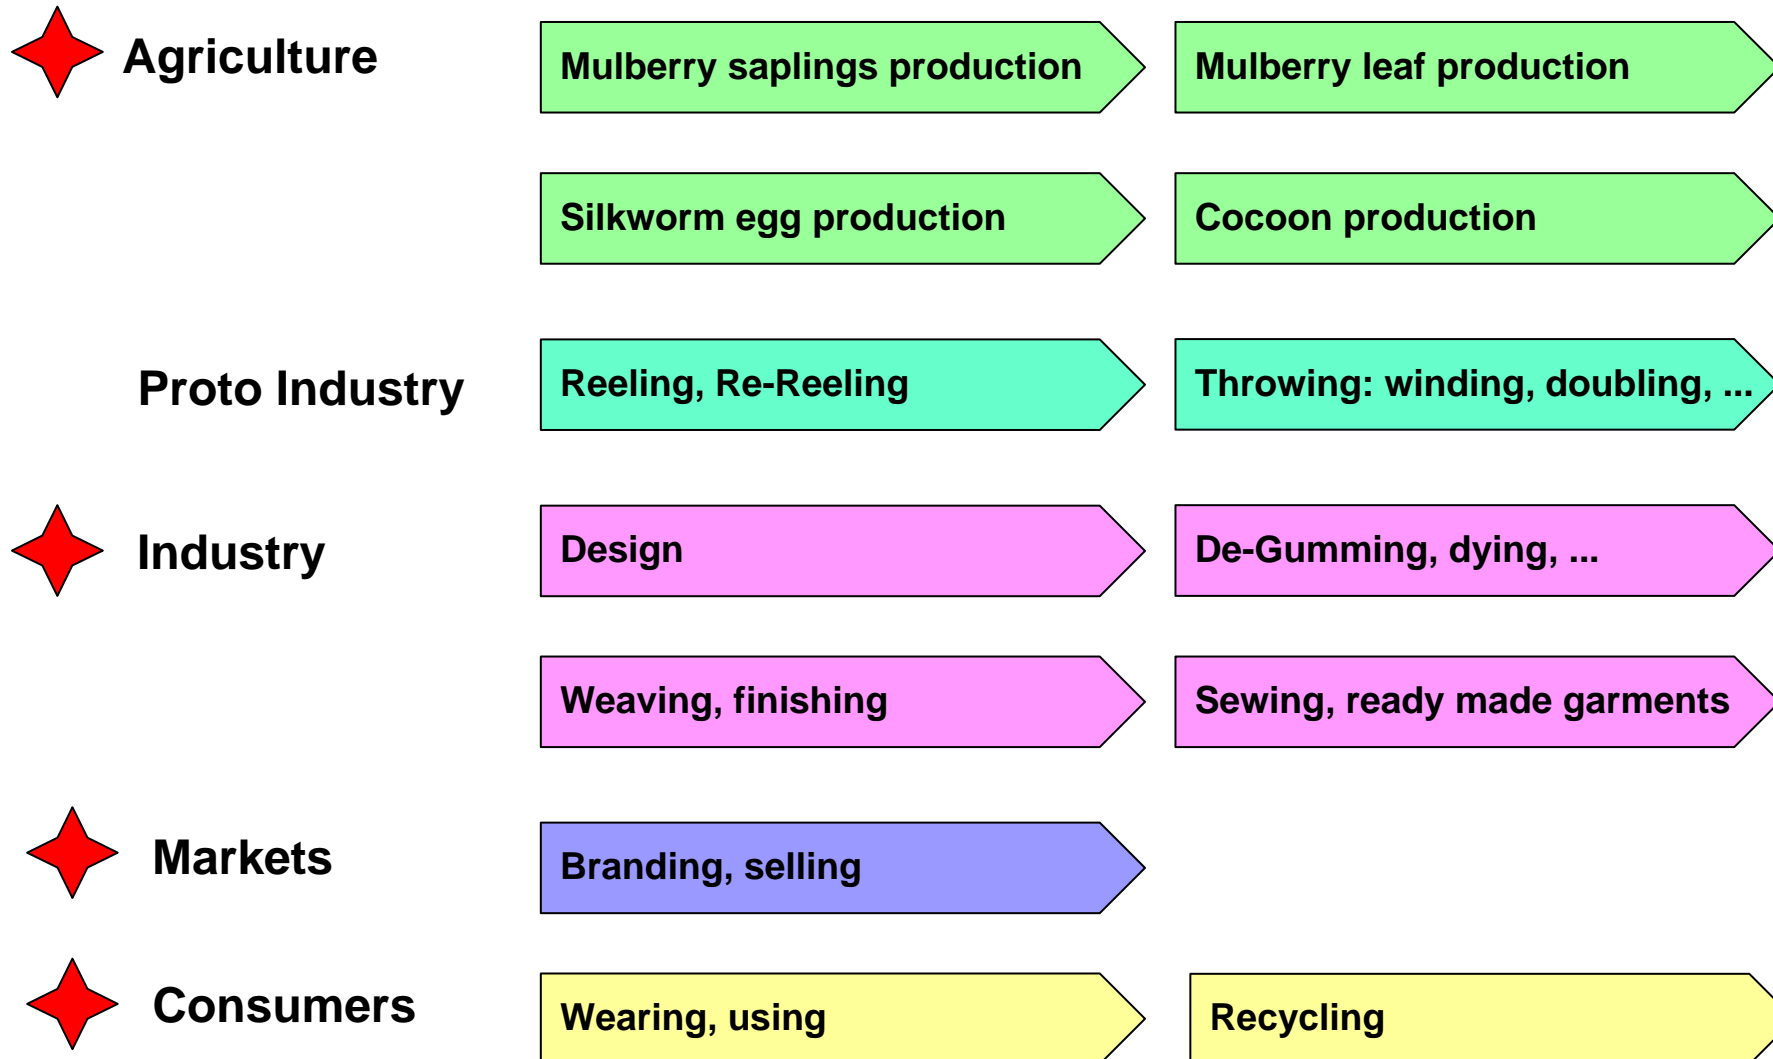 Agriculture
Mulberry saplings production
Mulberry leaf production
Silkworm egg production
Cocoon production
Proto Industry
Reeling, Re-Reeling
Throwing: winding, doubling, ...
Industry
Design
De-Gumming, dying, ...
Weaving, finishing
Sewing, ready made garments
Markets
Branding, selling
Consumers
Wearing, using
Recycling